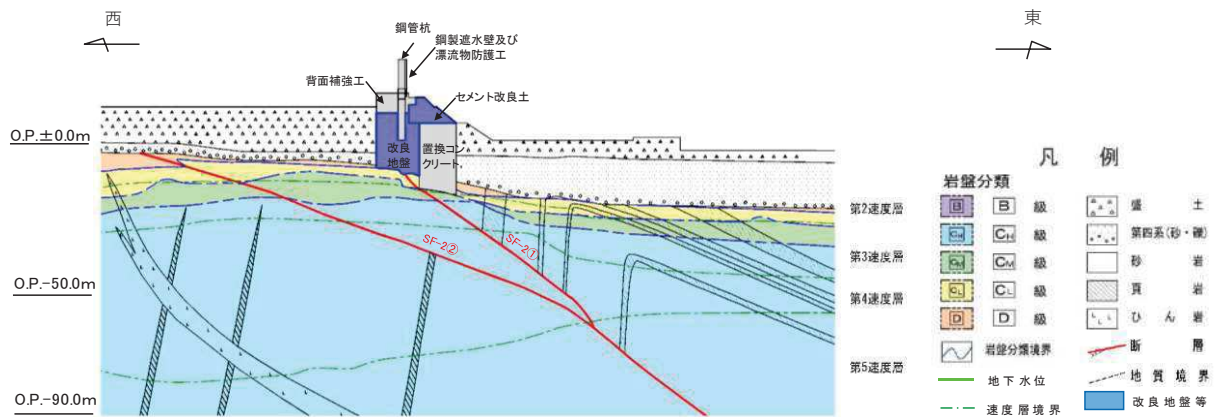 西
東
鋼管杭
鋼製遮水壁及び
漂流物防護工
背面補強工
セメント改良土
O.P.±0.0m
改良
地盤
置換コン
クリート
SF-2②
SF-2①
O.P.-50.0m
O.P.-90.0m
第2速度層
第3速度層
第4速度層
第5速度層
凡 例
岩盤分類
B B 級
CH CH 級
CM CM 級
CL CL 級
D D 級
岩盤分類境界
地下水位
速度層境界
盛 土
第四系(砂・礫)
砂 岩
頁 岩
ひ ん 岩
断 層
地質境界
改良地盤等